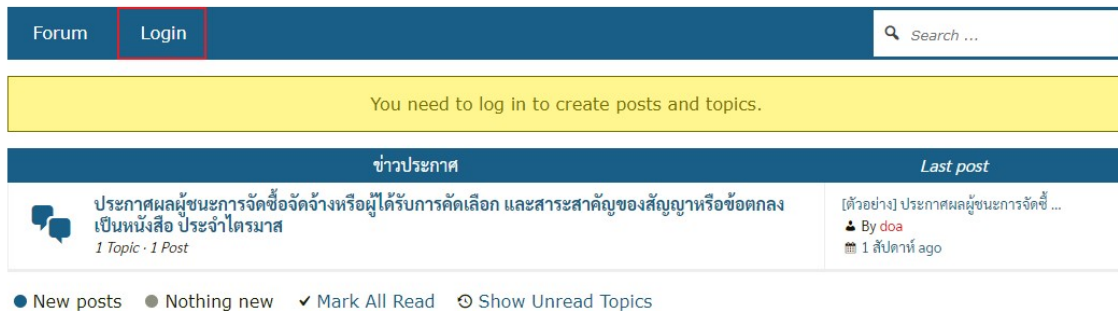 Forum Login Search ...
You need to log in to create posts and topics.
ข่าวประกาศ Last post
ประกาศผลผู้ชนะการจัดซื้อจัดจ้างหรือผู้ได้รับการคัดเลือก และสาระสำคัญของสัญญาหรือข้อตกลง
เป็นหนังสือ ประจำไตรมาส
1 Topic · 1 Post
[ตัวอย่าง] ประกาศผลผู้ชนะการจัดซื้ ...
By doa
1 สัปดาห์ ago
New posts Nothing new Mark All Read Show Unread Topics